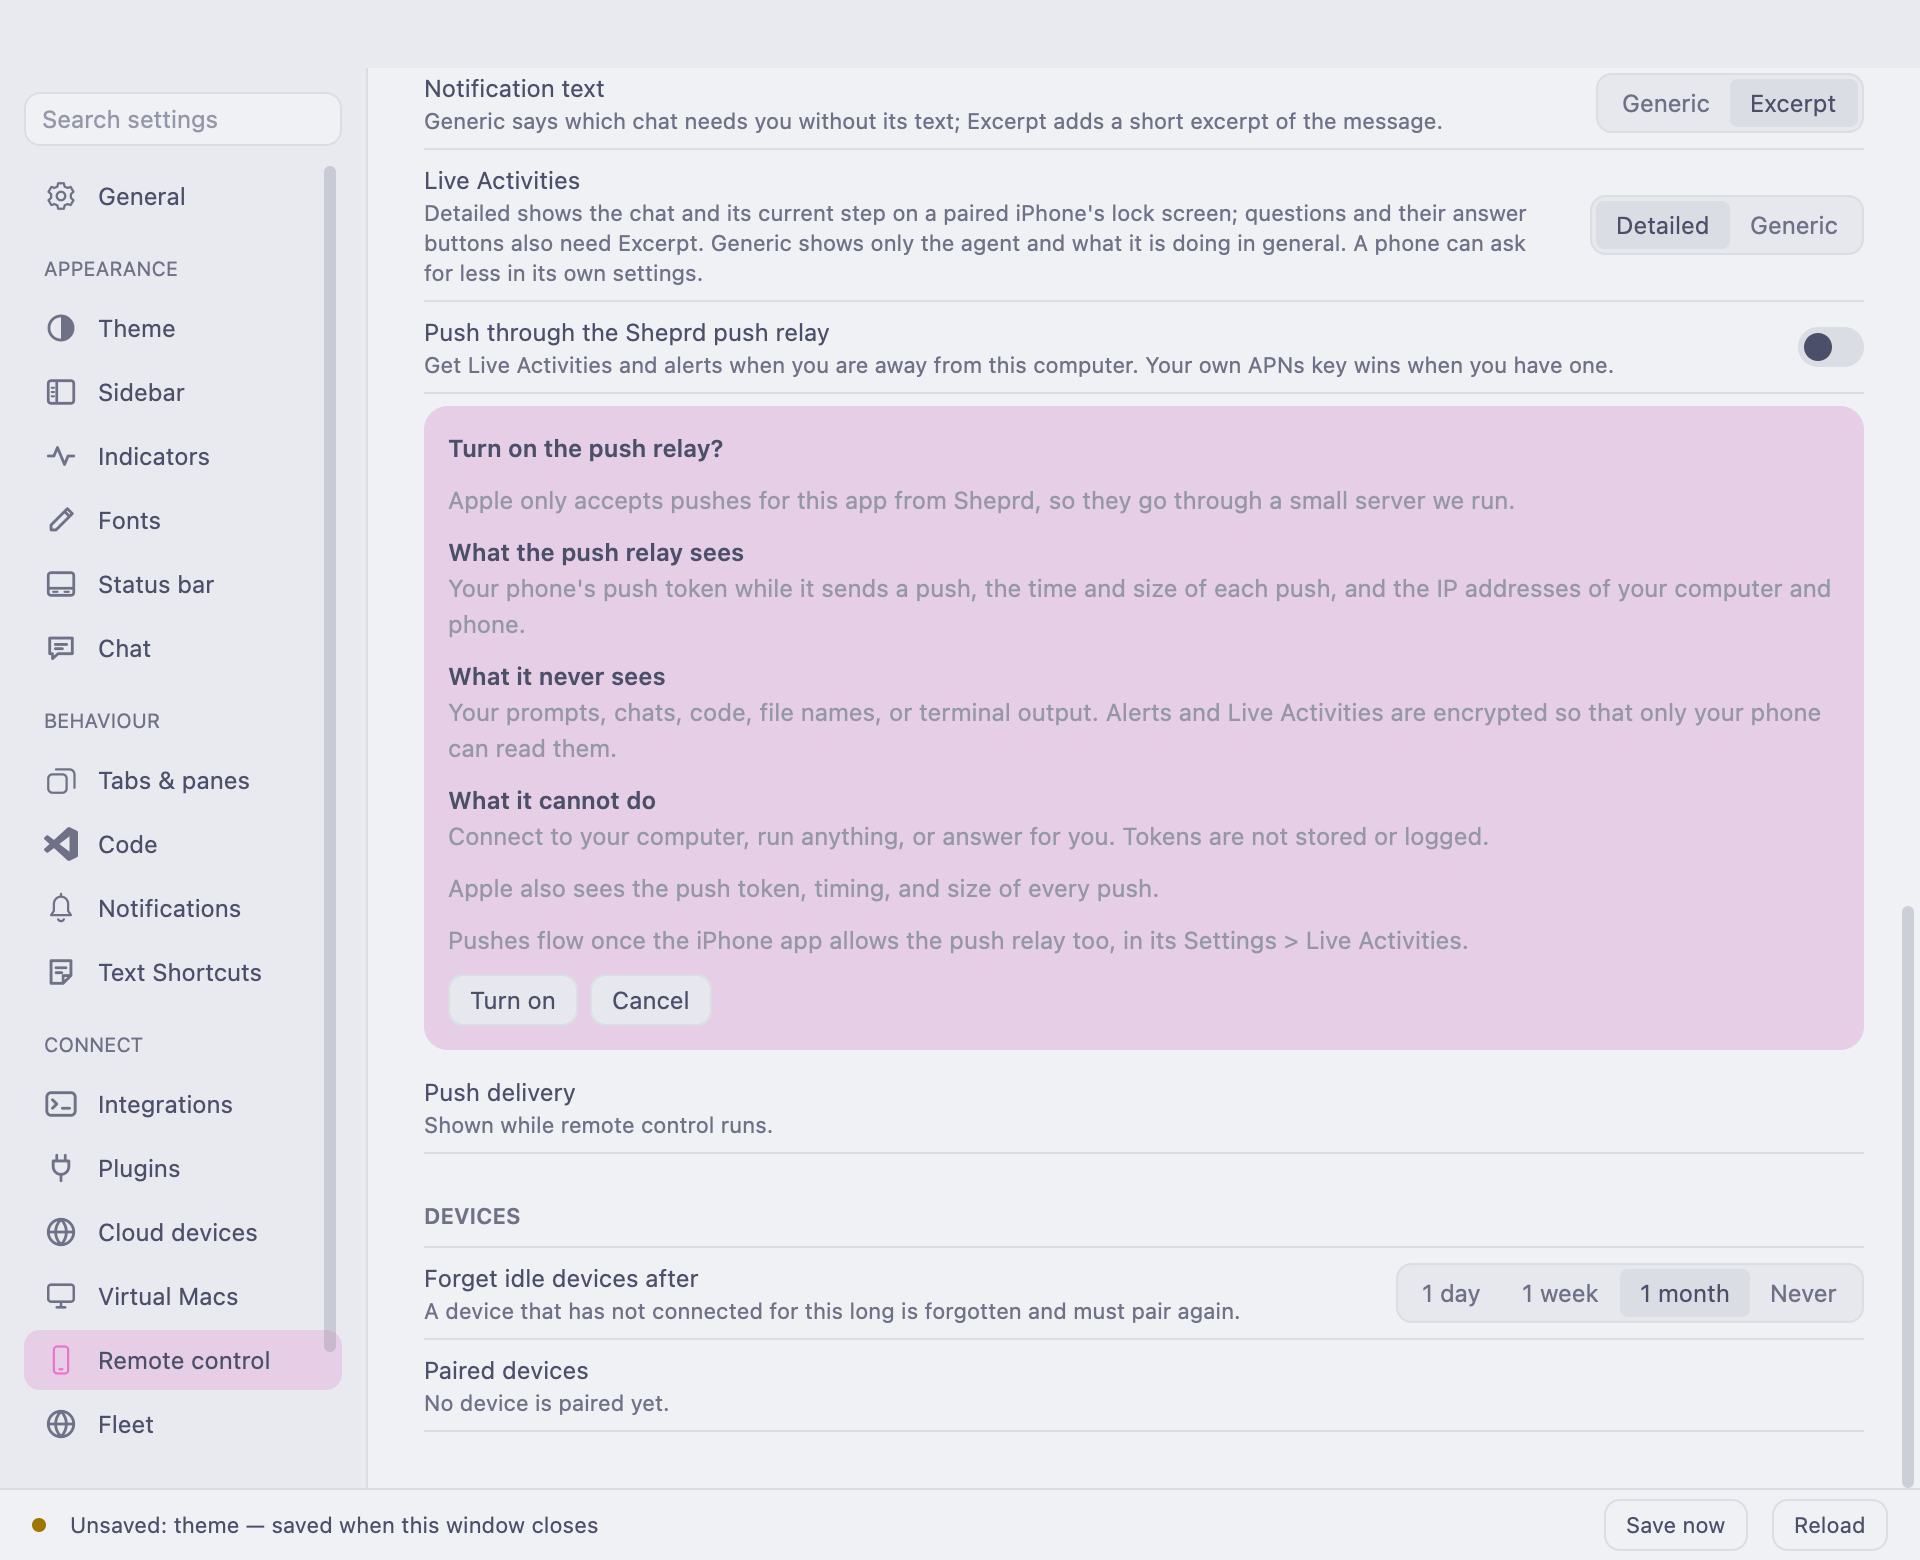 Search settings
General
APPEARANCE
Theme
Sidebar
Indicators
Fonts
Status bar
Chat
BEHAVIOUR
Tabs & panes
Code
Notifications
Text Shortcuts
CONNECT
Integrations
Plugins
Cloud devices
Virtual Macs
Remote control
Fleet
Notification text
Generic says which chat needs you without its text; Excerpt adds a short excerpt of the message.
Generic Excerpt
Live Activities
Detailed shows the chat and its current step on a paired iPhone's lock screen; questions and their answer
buttons also need Excerpt. Generic shows only the agent and what it is doing in general. A phone can ask
for less in its own settings.
Detailed Generic
Push through the Sheprd push relay
Get Live Activities and alerts when you are away from this computer. Your own APNs key wins when you have one.
Turn on the push relay?
Apple only accepts pushes for this app from Sheprd, so they go through a small server we run.
What the push relay sees
Your phone's push token while it sends a push, the time and size of each push, and the IP addresses of your computer and
phone.
What it never sees
Your prompts, chats, code, file names, or terminal output. Alerts and Live Activities are encrypted so that only your phone
can read them.
What it cannot do
Connect to your computer, run anything, or answer for you. Tokens are not stored or logged.
Apple also sees the push token, timing, and size of every push.
Pushes flow once the iPhone app allows the push relay too, in its Settings > Live Activities.
Turn on Cancel
Push delivery
Shown while remote control runs.
DEVICES
Forget idle devices after
A device that has not connected for this long is forgotten and must pair again.
1 day 1 week 1 month Never
Paired devices
No device is paired yet.
Unsaved: theme — saved when this window closes
Save now Reload